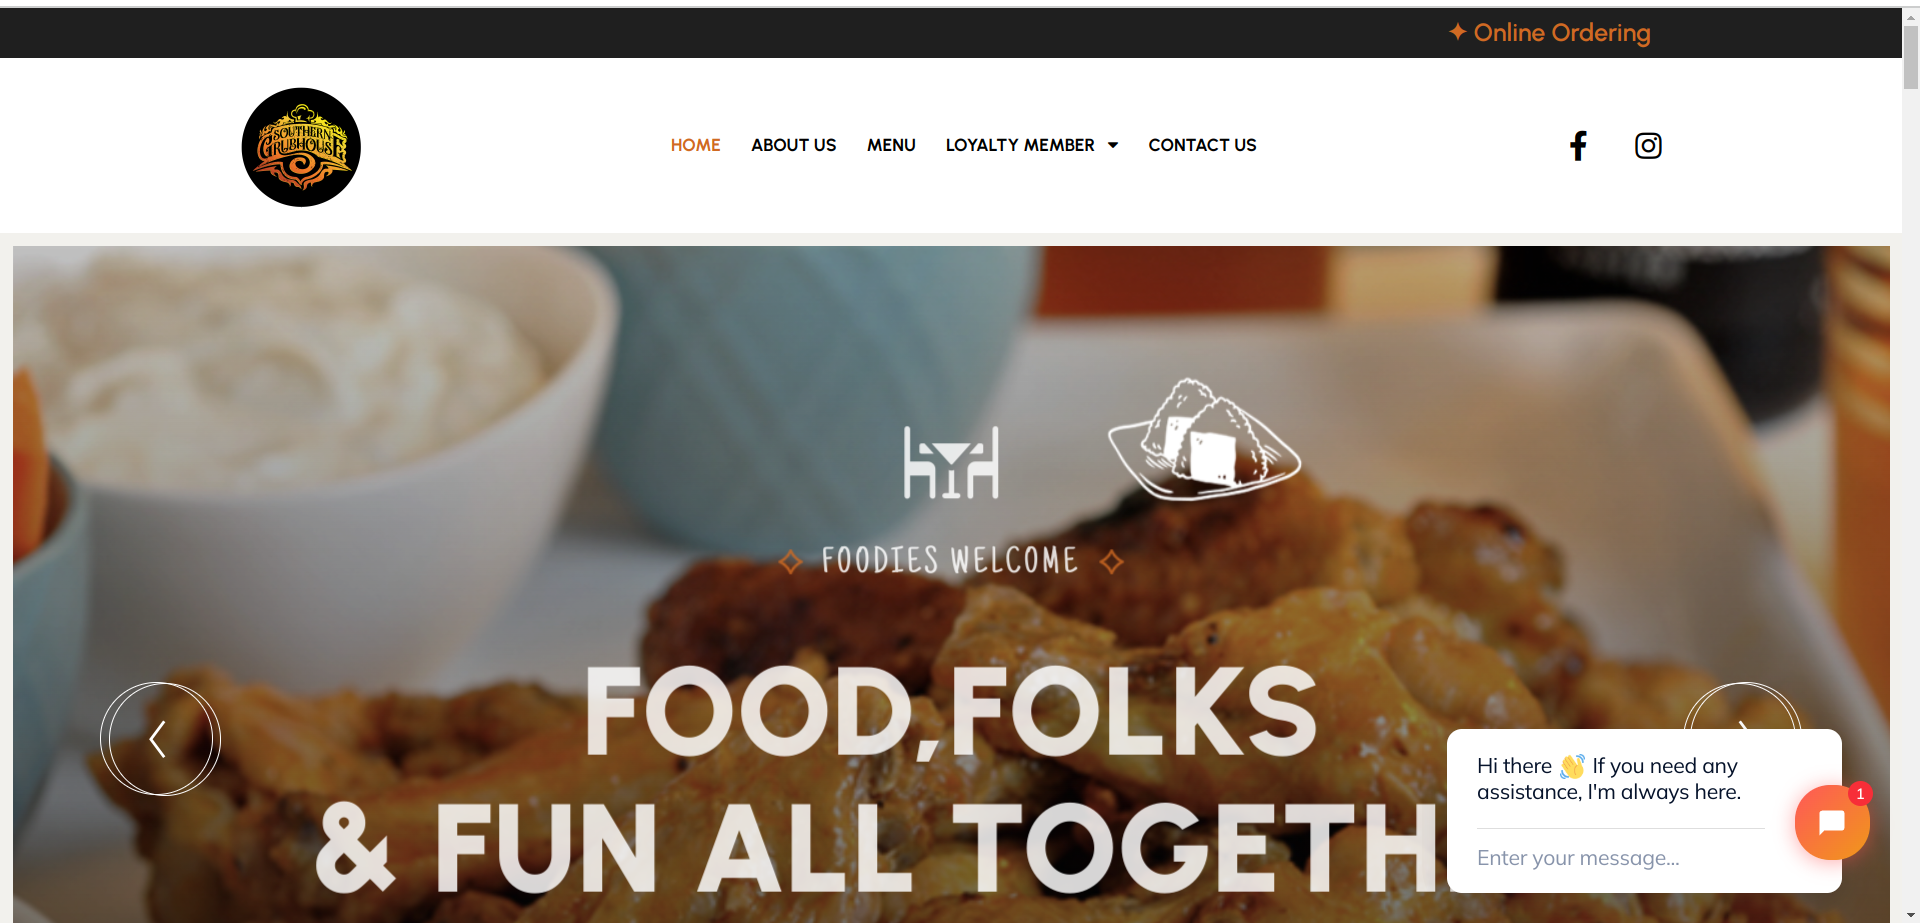 ✦ Online Ordering
SOUTHERN
GRUBHOUSE
HOME ABOUT US MENU LOYALTY MEMBER CONTACT US
FOODIES WELCOME
FOOD,FOLKS
& FUN ALL TOGETH
Hi there 👋 If you need any
assistance, I'm always here.
1
Enter your message...